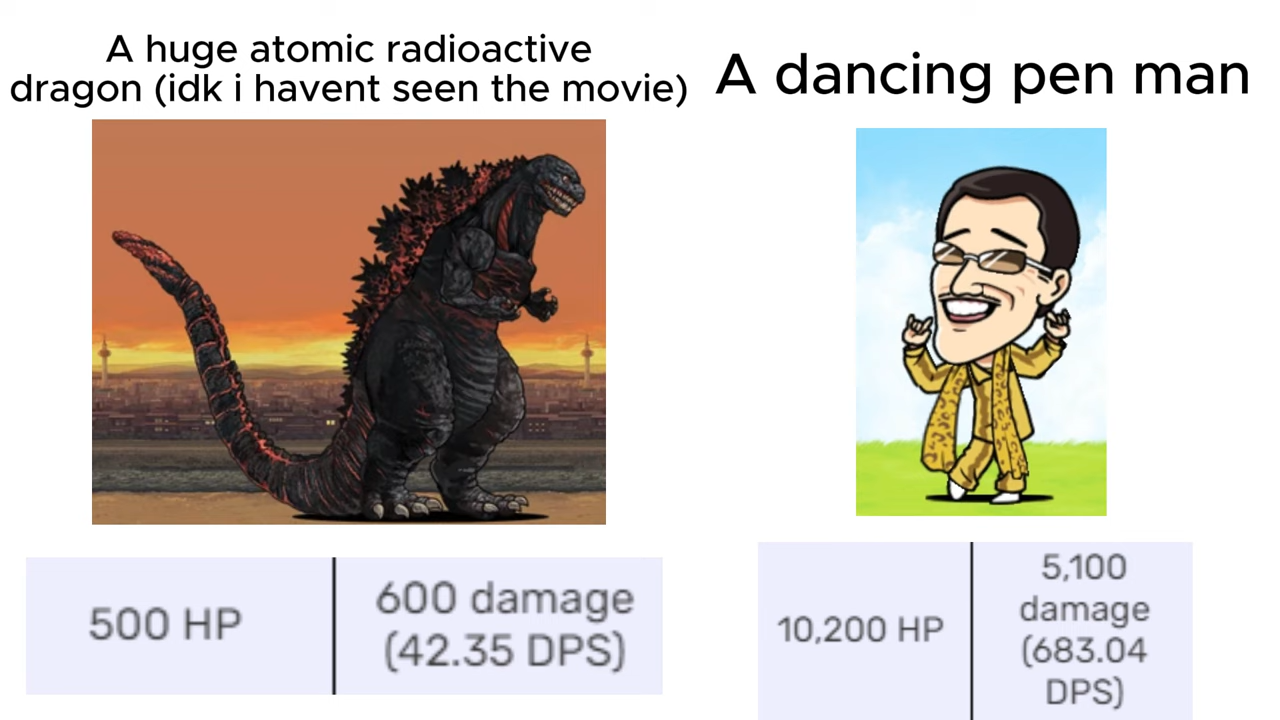 A huge atomic radioactive
dragon (idk i havent seen the movie)
A dancing pen man
500 HP
600 damage
(42.35 DPS)
10,200 HP
5,100
damage
(683.04
DPS)